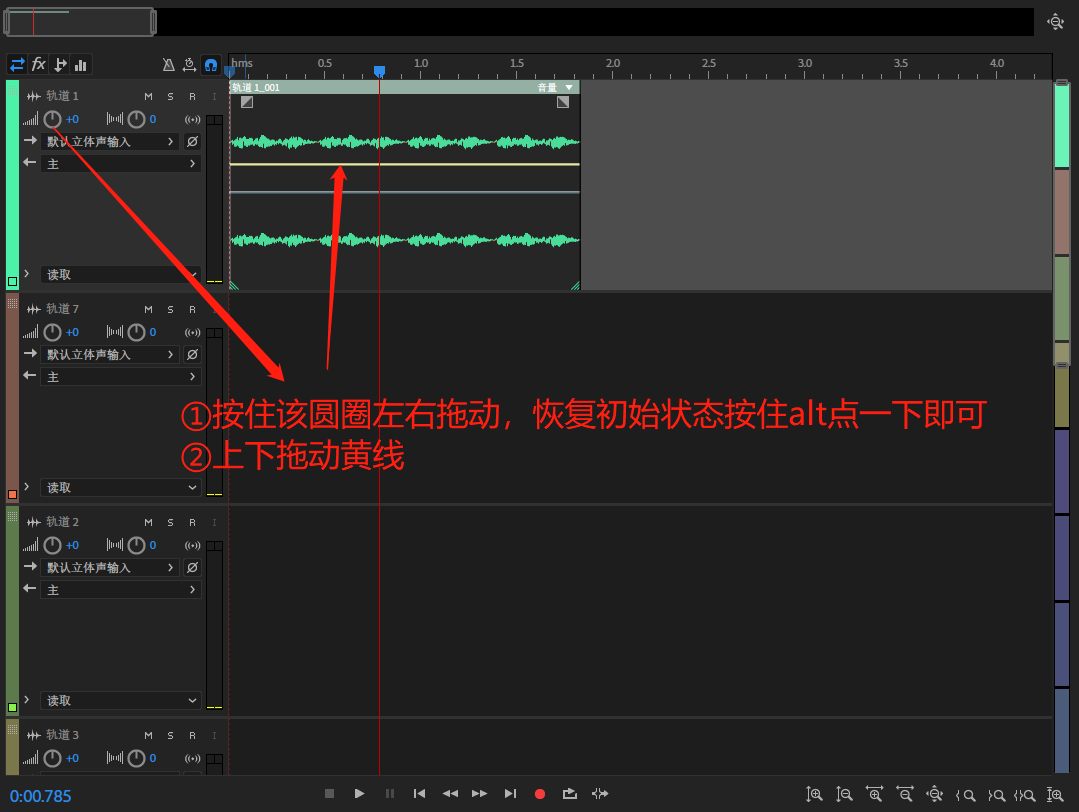 fx
hms 0.5 1.0 1.5 2.0 2.5 3.0 3.5 4.0
轨道 1 M S R I
轨道 1_001 音量
+0 0
默认立体声输入
主
读取
轨道 7 M S R
+0 0
默认立体声输入
主
①按住该圆圈左右拖动，恢复初始状态按住alt点一下即可
②上下拖动黄线
读取
轨道 2 M S R I
+0 0
默认立体声输入
主
读取
轨道 3 M S R I
+0 0
0:00.785